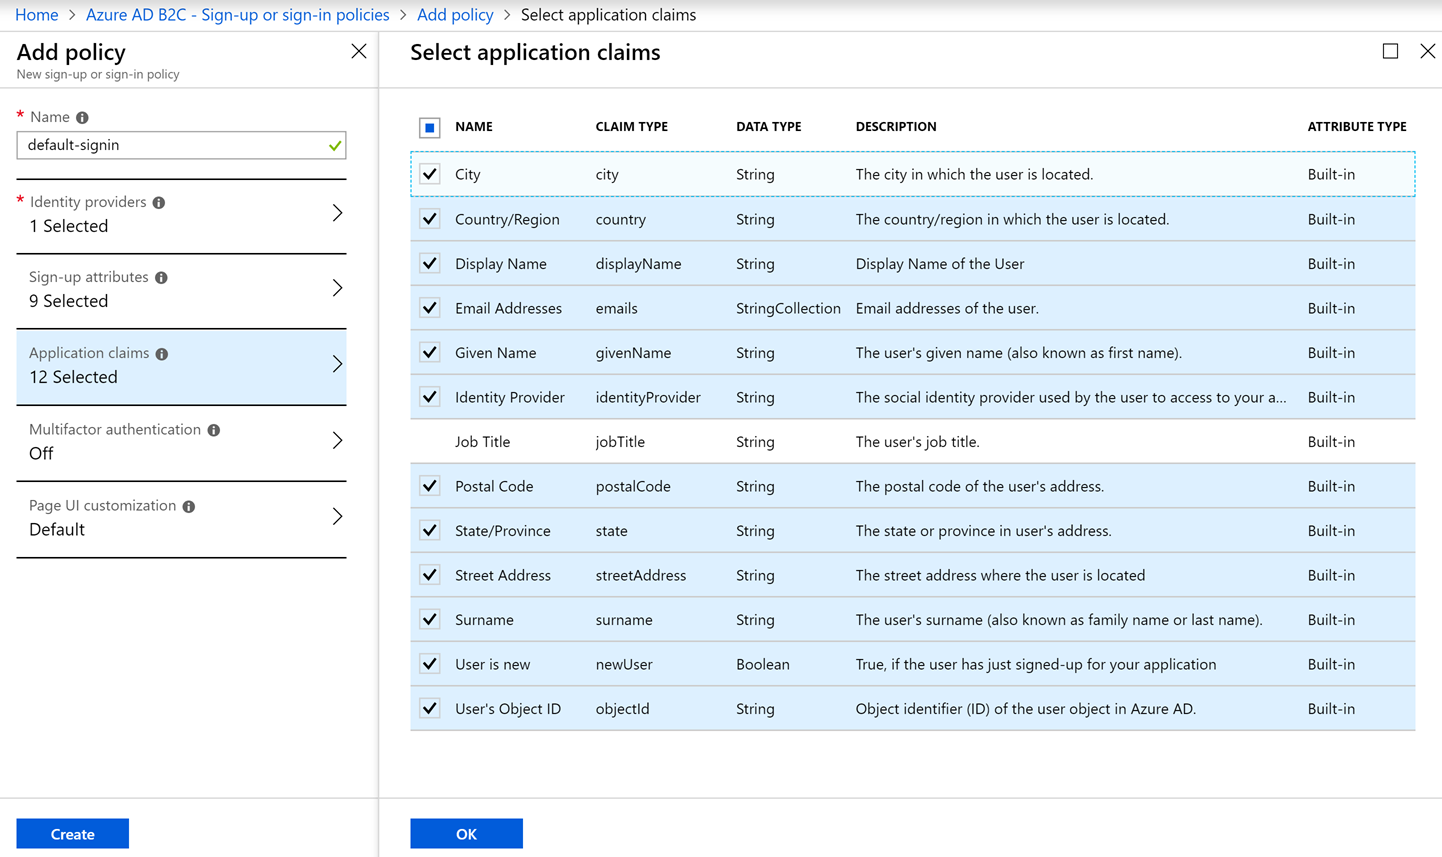 Home > Azure AD B2C - Sign-up or sign-in policies > Add policy > Select application claims
Add policy
New sign-up or sign-in policy
* Name
default-signin
* Identity providers
1 Selected
Sign-up attributes
9 Selected
Application claims
12 Selected
Multifactor authentication
Off
Page UI customization
Default
Create
Select application claims
NAME CLAIM TYPE DATA TYPE DESCRIPTION ATTRIBUTE TYPE
City city String The city in which the user is located. Built-in
Country/Region country String The country/region in which the user is located. Built-in
Display Name displayName String Display Name of the User Built-in
Email Addresses emails StringCollection Email addresses of the user. Built-in
Given Name givenName String The user's given name (also known as first name). Built-in
Identity Provider identityProvider String The social identity provider used by the user to access to your a... Built-in
Job Title jobTitle String The user's job title. Built-in
Postal Code postalCode String The postal code of the user's address. Built-in
State/Province state String The state or province in user's address. Built-in
Street Address streetAddress String The street address where the user is located Built-in
Surname surname String The user's surname (also known as family name or last name). Built-in
User is new newUser Boolean True, if the user has just signed-up for your application Built-in
User's Object ID objectId String Object identifier (ID) of the user object in Azure AD. Built-in
OK